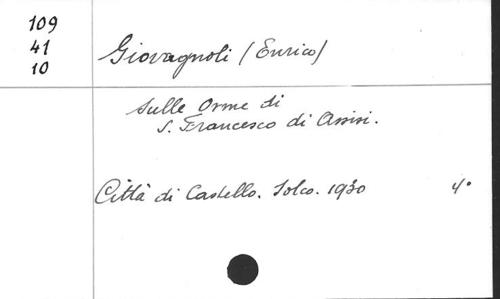 109
41
10
Giovagnoli (Enrico)
Sulle Orme di
S. Francesco di Assisi.
Città di Castello. Solco. 1930 4°